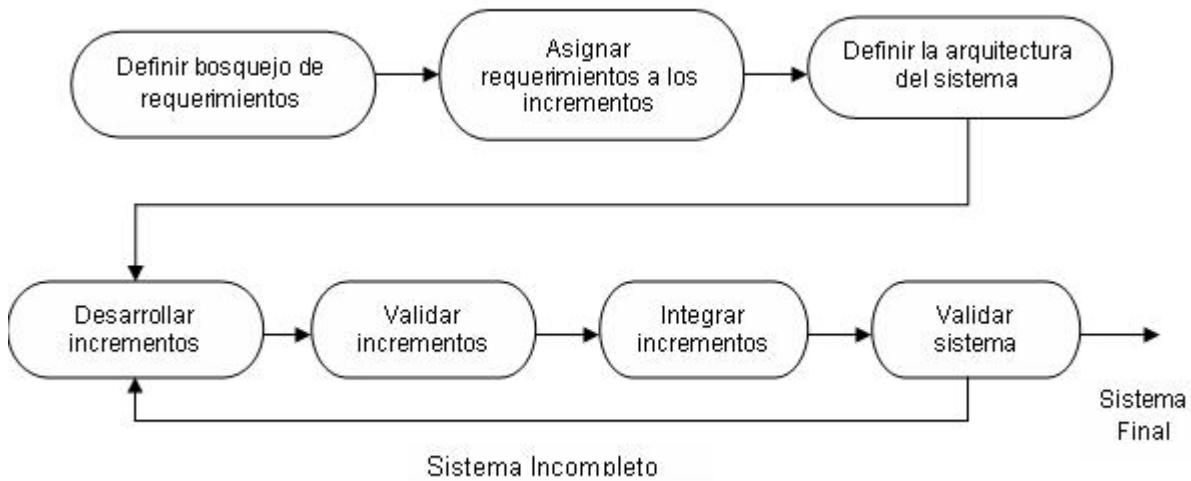 Definir bosquejo de
requerimientos
Asignar
requerimientos a los
incrementos
Definir la arquitectura
del sistema
Desarrollar
incrementos
Validar
incrementos
Integrar
incrementos
Validar
sistema
Sistema
Final
Sistema Incompleto